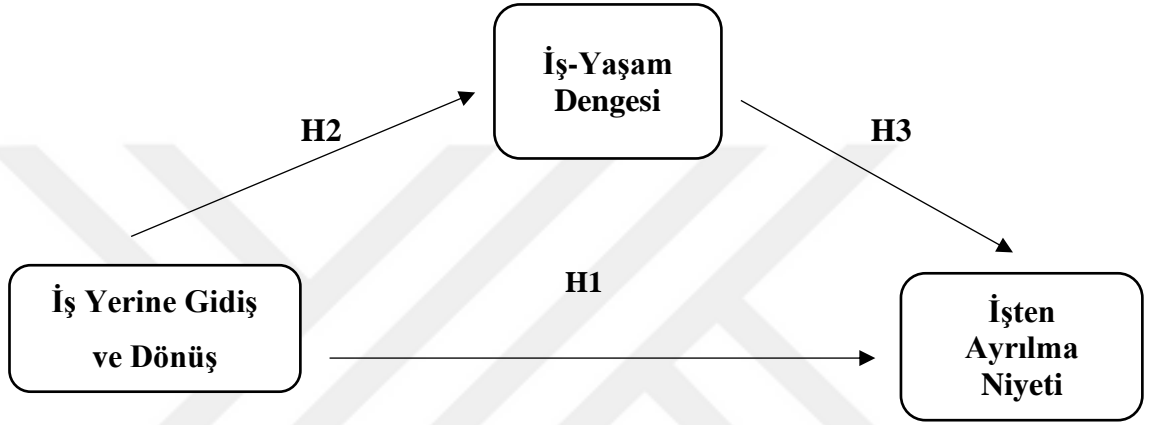 İş-Yaşam
Dengesi
H2
H3
H1
İş Yerine Gidiş
ve Dönüş
İşten
Ayrılma
Niyeti